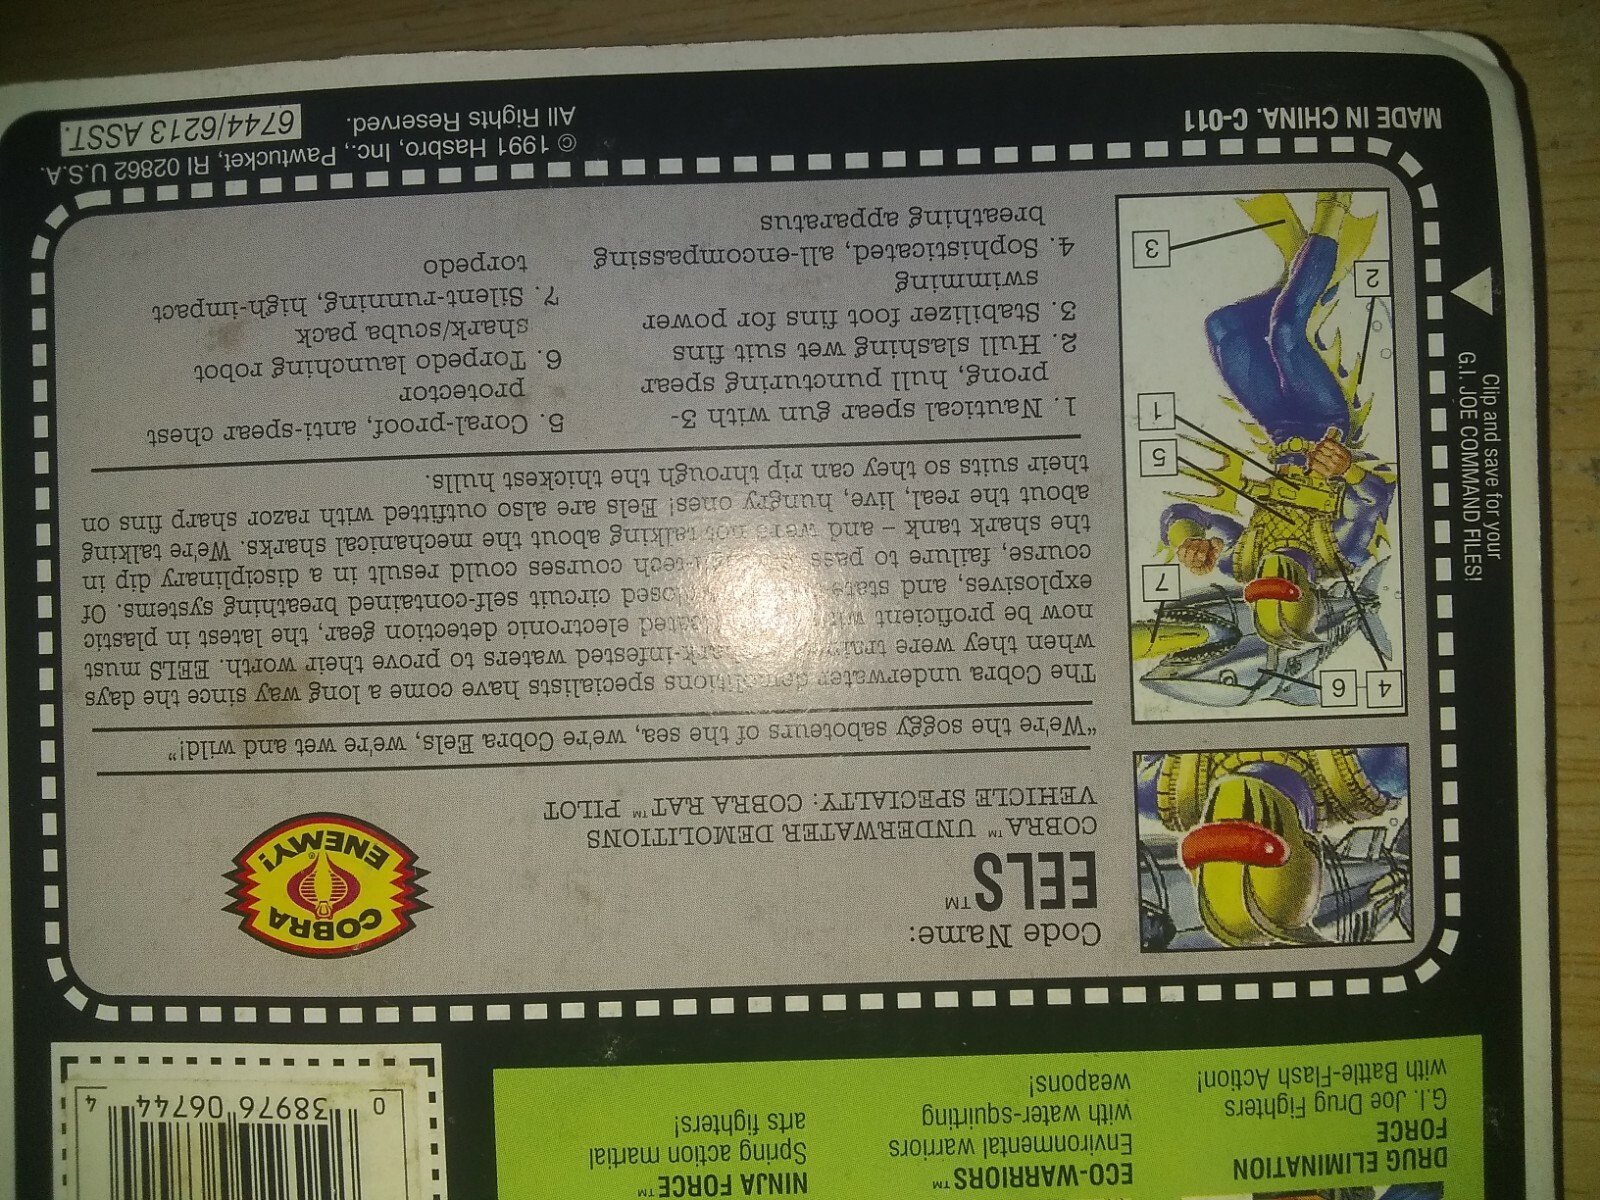 DRUG ELIMINATION
FORCE
G.I. Joe Drug Fighters
with Battle-Flash Action!
ECO-WARRIORS™
Environmental warriors
with water-squirting
weapons!
NINJA FORCE™
Spring action martial
arts fighters!
0 38976 06744 4
Code Name:
EELS™
COBRA™ UNDERWATER DEMOLITIONS
VEHICLE SPECIALTY: COBRA RAT™ PILOT
COBRA
ENEMY!®
"We're the soggy saboteurs of the sea, we're Cobra Eels, we're wet and wild!"
The Cobra underwater demolitions specialists have come a long way since the days
when they were waters to prove their worth. EELS must
now be proficient electronic detection gear, the latest in plastic
explosives, and closed circuit self-contained breathing systems. Of
course, failure to pass courses could result in a disciplinary dip in
the shark tank – and we're not talking about the mechanical sharks. We're talking
about the real, live, hungry ones! Eels are also outfitted with razor sharp fins on
their suits so they can rip through the thickest hulls.
4
6
7
5
1
2
3
1. Nautical spear gun with 3-
prong, hull puncturing spear
2. Hull slashing wet suit fins
3. Stabilizer foot fins for power
swimming
4. Sophisticated, all-encompassing
breathing apparatus
5. Coral-proof, anti-spear chest
protector
6. Torpedo launching robot
shark/scuba pack
7. Silent-running, high-impact
torpedo
Clip and save for your
G.I. JOE COMMAND FILES!
MADE IN CHINA. C-011
© 1991 Hasbro, Inc., Pawtucket, RI 02862 U.S.A.
All Rights Reserved.
6744/6213 ASST.